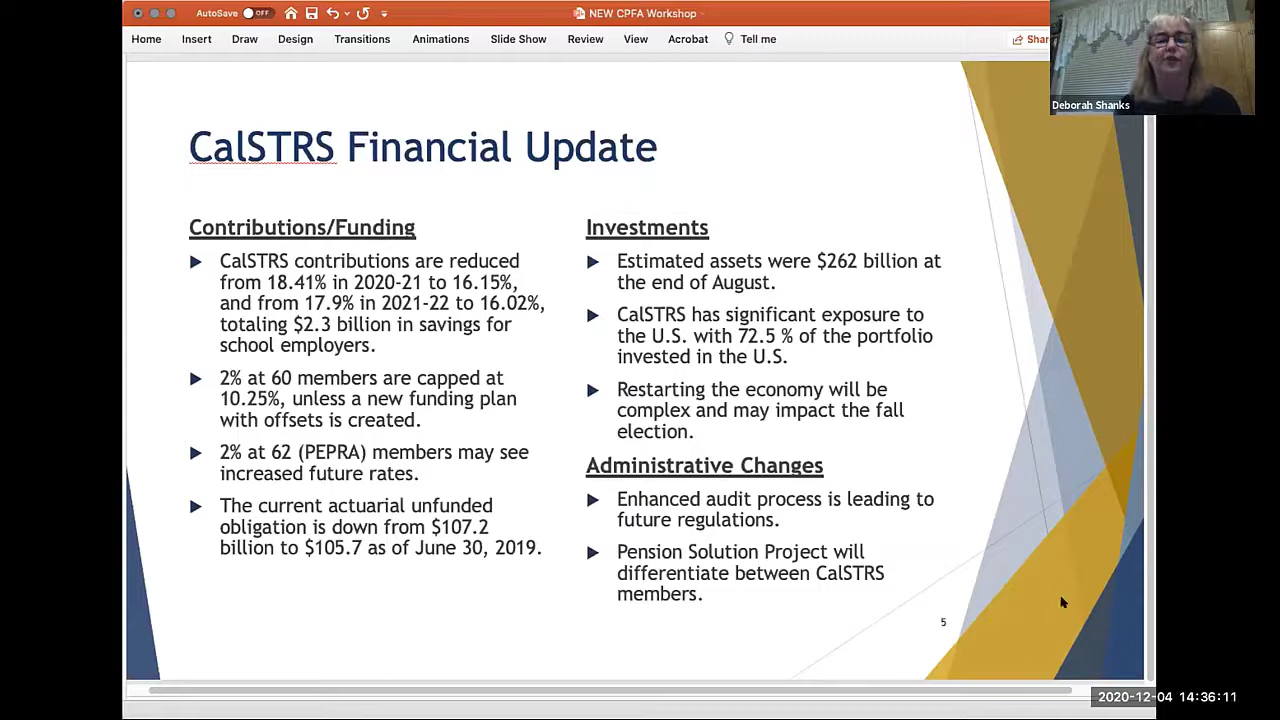 AutoSave OFF
NEW CPFA Workshop
Home Insert Draw Design Transitions Animations Slide Show Review View Acrobat Tell me
Shar
Deborah Shanks
CalSTRS Financial Update
Contributions/Funding
CalSTRS contributions are reduced
from 18.41% in 2020-21 to 16.15%,
and from 17.9% in 2021-22 to 16.02%,
totaling $2.3 billion in savings for
school employers.
2% at 60 members are capped at
10.25%, unless a new funding plan
with offsets is created.
2% at 62 (PEPRA) members may see
increased future rates.
The current actuarial unfunded
obligation is down from $107.2
billion to $105.7 as of June 30, 2019.
Investments
Estimated assets were $262 billion at
the end of August.
CalSTRS has significant exposure to
the U.S. with 72.5 % of the portfolio
invested in the U.S.
Restarting the economy will be
complex and may impact the fall
election.
Administrative Changes
Enhanced audit process is leading to
future regulations.
Pension Solution Project will
differentiate between CalSTRS
members.
5
2020-12-04 14:36:11